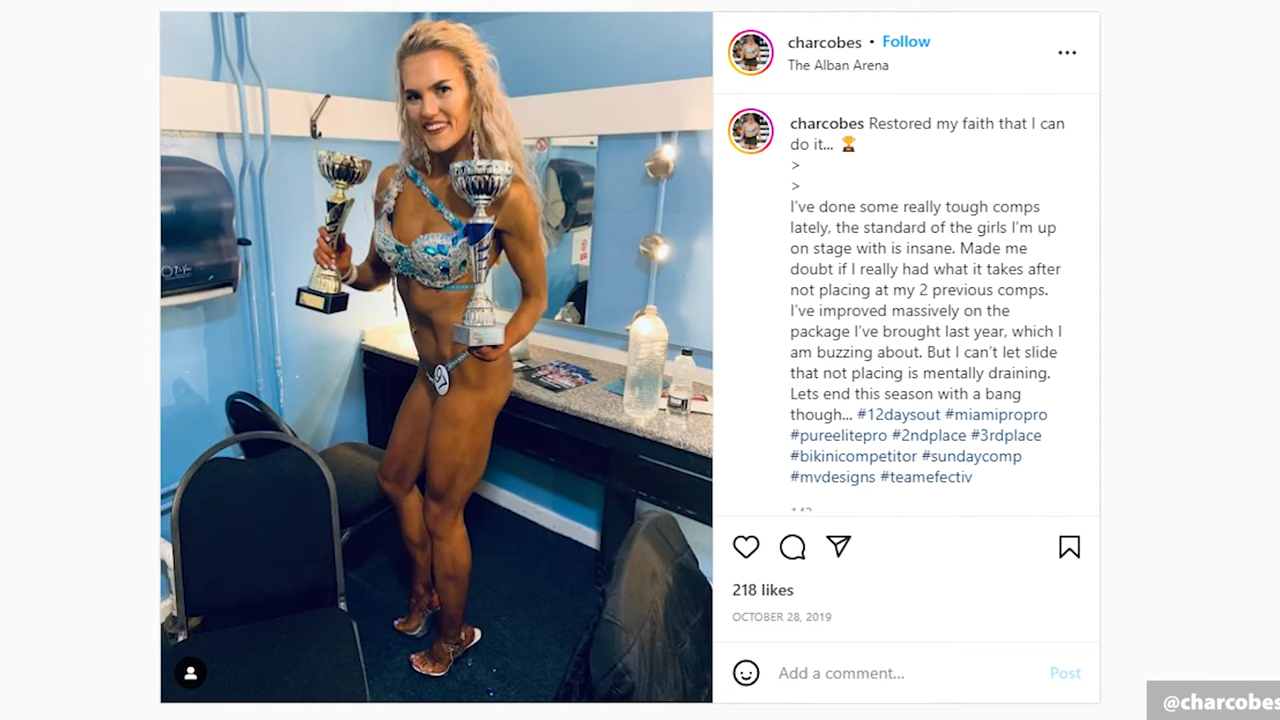 charcobes • Follow
The Alban Arena
charcobes Restored my faith that I can
do it... 🏆
>
>
I've done some really tough comps
lately, the standard of the girls I'm up
on stage with is insane. Made me
doubt if I really had what it takes after
not placing at my 2 previous comps.
I've improved massively on the
package I've brought last year, which I
am buzzing about. But I can't let slide
that not placing is mentally draining.
Lets end this season with a bang
though... #12daysout #miamipropro
#pureelitepro #2ndplace #3rdplace
#bikinicompetitor #sundaycomp
#mvdesigns #teamefectiv
218 likes
OCTOBER 28, 2019
Add a comment... Post
@charcobes